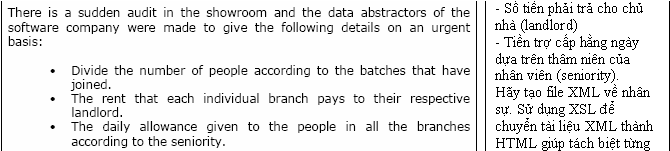 There is a sudden audit in the showroom and the data abstractors of the
software company were made to give the following details on an urgent
basis:
• Divide the number of people according to the batches that have
joined.
• The rent that each individual branch pays to their respective
landlord.
• The daily allowance given to the people in all the branches
according to the seniority.
- Số tiền phải trả cho chủ
nhà (landlord)
- Tiền trợ cấp hằng ngày
dựa trên thâm niên của
nhân viên (seniority).
Hãy tạo file XML về nhân
sự. Sử dụng XSL để
chuyển tài liệu XML thành
HTML giúp tách biệt từng